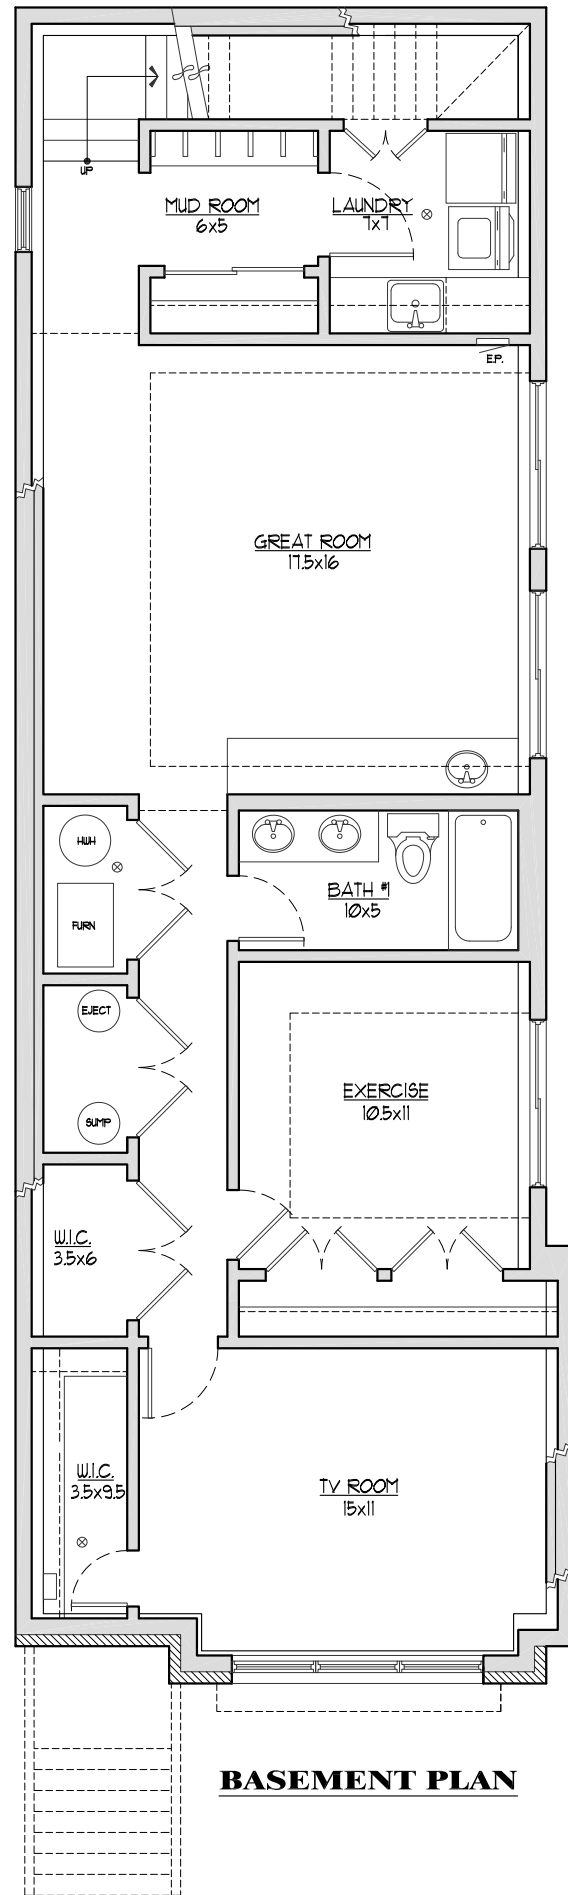 UP
MUD ROOM
6x5
LAUNDRY
7x7
E.P.
GREAT ROOM
17.5x16
HWH
FURN
BATH #1
10x5
EJECT
SUMP
EXERCISE
10.5x11
W.I.C.
3.5x6
W.I.C.
3.5x9.5
TV ROOM
15x11
BASEMENT PLAN